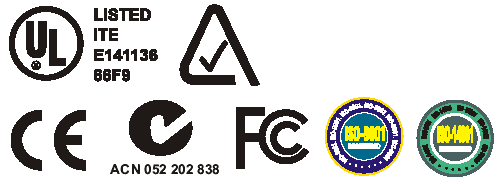 UL
LISTED
ITE
E141136
66F9
CE
ACN 052 202 838
FC
ISO-9001
ISO-14001